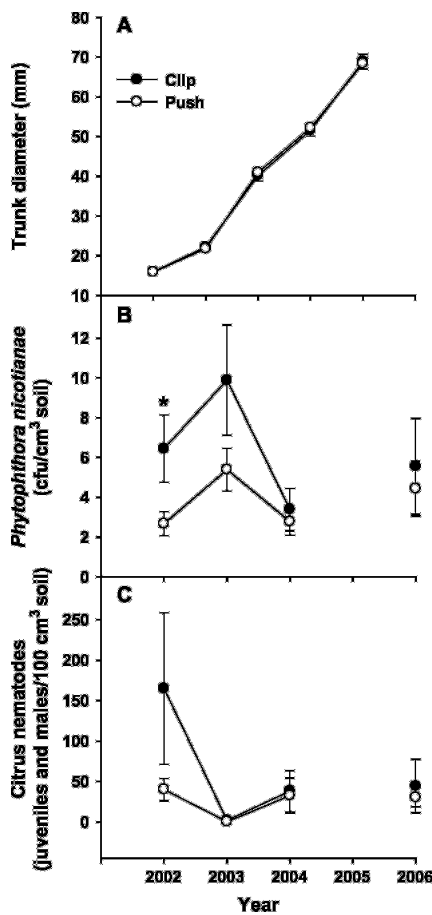 A
80
70
60
50
40
30
20
10
Trunk diameter (mm)
Clip
Push
B
12
10
8
6
4
2
0
Phytophthora nicotianae
(cfu/cm³ soil)
*
C
250
200
150
100
50
0
Citrus nematodes
(juveniles and males/100 cm³ soil)
2002 2003 2004 2005 2006
Year